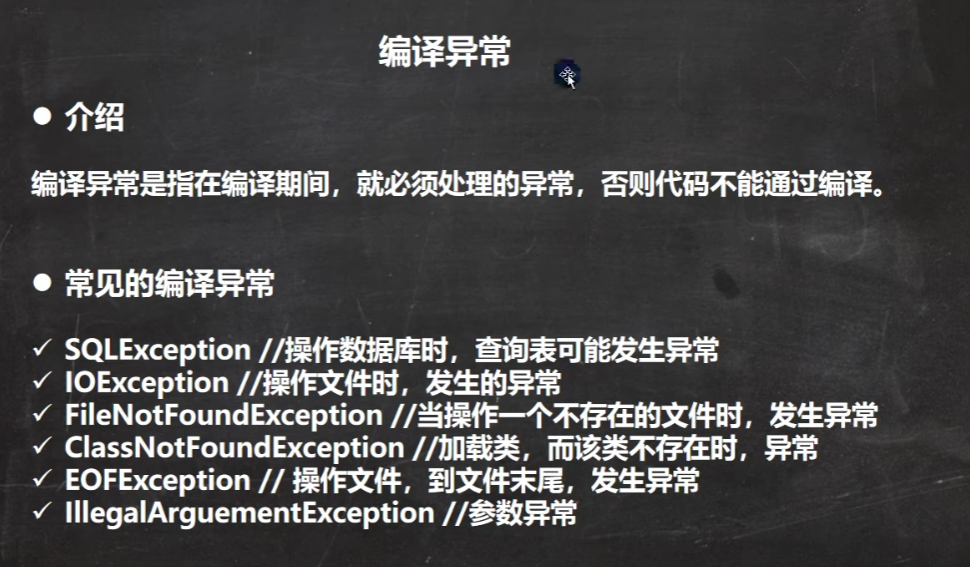 编译异常
● 介绍
编译异常是指在编译期间，就必须处理的异常，否则代码不能通过编译。
● 常见的编译异常
✓ SQLException //操作数据库时，查询表可能发生异常
✓ IOException //操作文件时，发生的异常
✓ FileNotFoundException //当操作一个不存在的文件时，发生异常
✓ ClassNotFoundException //加载类，而该类不存在时，异常
✓ EOFException // 操作文件，到文件末尾，发生异常
✓ IllegalArguementException //参数异常